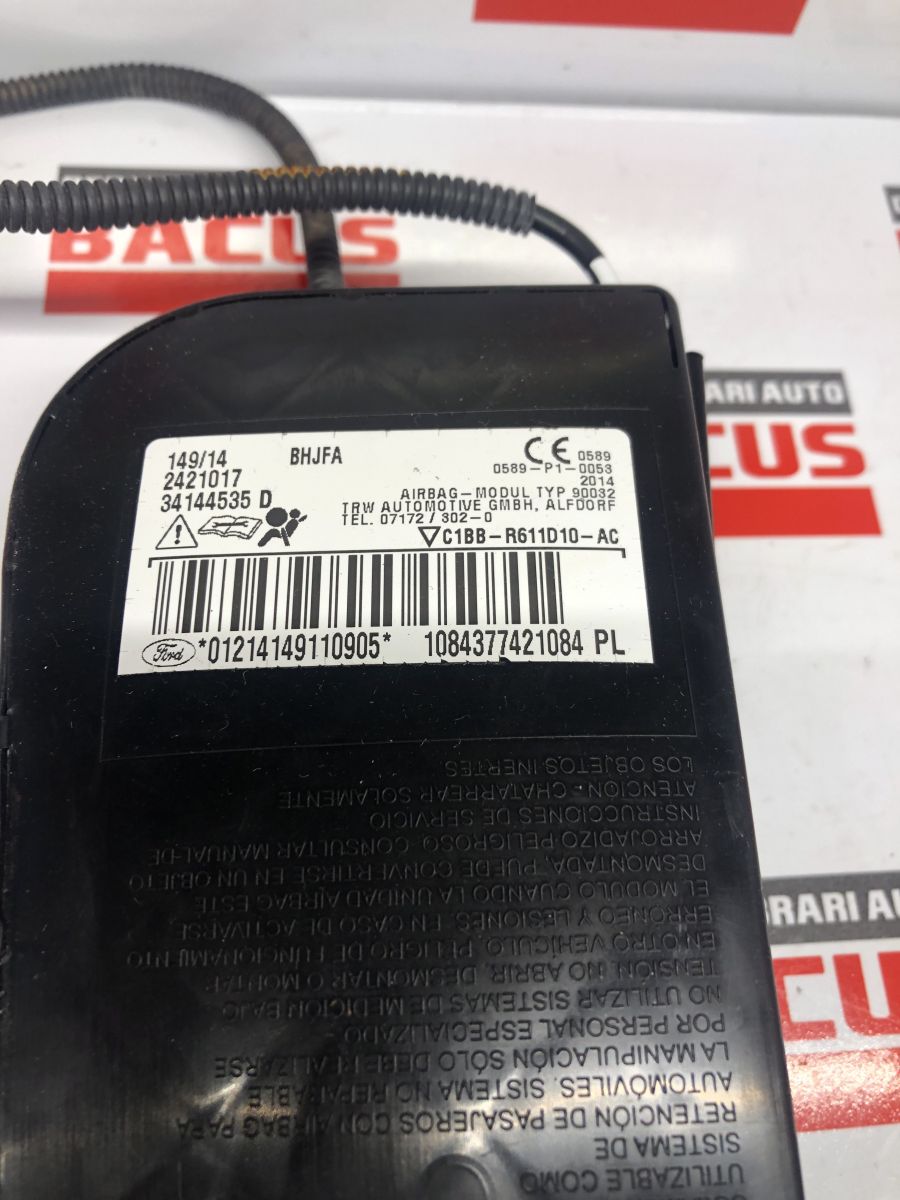 BACUS
RARI AUTO
CUS
149/14
2421017
34144535 D
BHJFA
CE 0589
0589-P1-0053
2014
AIRBAG-MODUL TYP 90032
TRW AUTOMOTIVE GMBH, ALFDORF
TEL. 07172 / 302-0
C1BB-R611D10-AC
Ford *01214149110905* 1084377421084 PL
UTILIZABLE COMO
SISTEMA DE
RETENCIÓN DE PASAJEROS CON AIRBAG PARA
AUTOMÓVILES. SISTEMA NO REPARABLE
LA MANIPULACIÓN SÓLO DEBE REALIZARSE
POR PERSONAL ESPECIALIZADO
NO UTILIZAR SISTEMAS DE MEDICION BAJO
TENSIÓN. NO ABRIR, DESMONTAR O MONTAR
EN OTRO VEHÍCULO. PELIGRO DE FUNCIONAMIENTO
ERRÓNEO Y LESIONES. EN CASO DE ACTIVARSE
EL MODULO CUANDO LA UNIDAD AIRBAG ESTÉ
DESMONTADA, PUEDE CONVERTIRSE EN UN OBJETO
ARROJADIZO PELIGROSO. CONSULTAR MANUAL-DE
INSTRUCCIONES DE SERVICIO
ATENCION - CHATARREAR SOLAMENTE
LOS OBJETOS INERTES
RARI AU
CUS